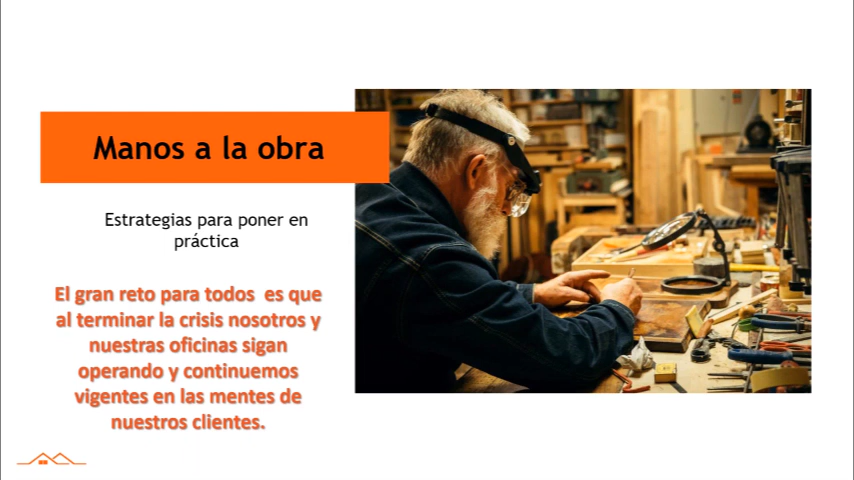 Manos a la obra
Estrategias para poner en
práctica
El gran reto para todos es que
al terminar la crisis nosotros y
nuestras oficinas sigan
operando y continuemos
vigentes en las mentes de
nuestros clientes.